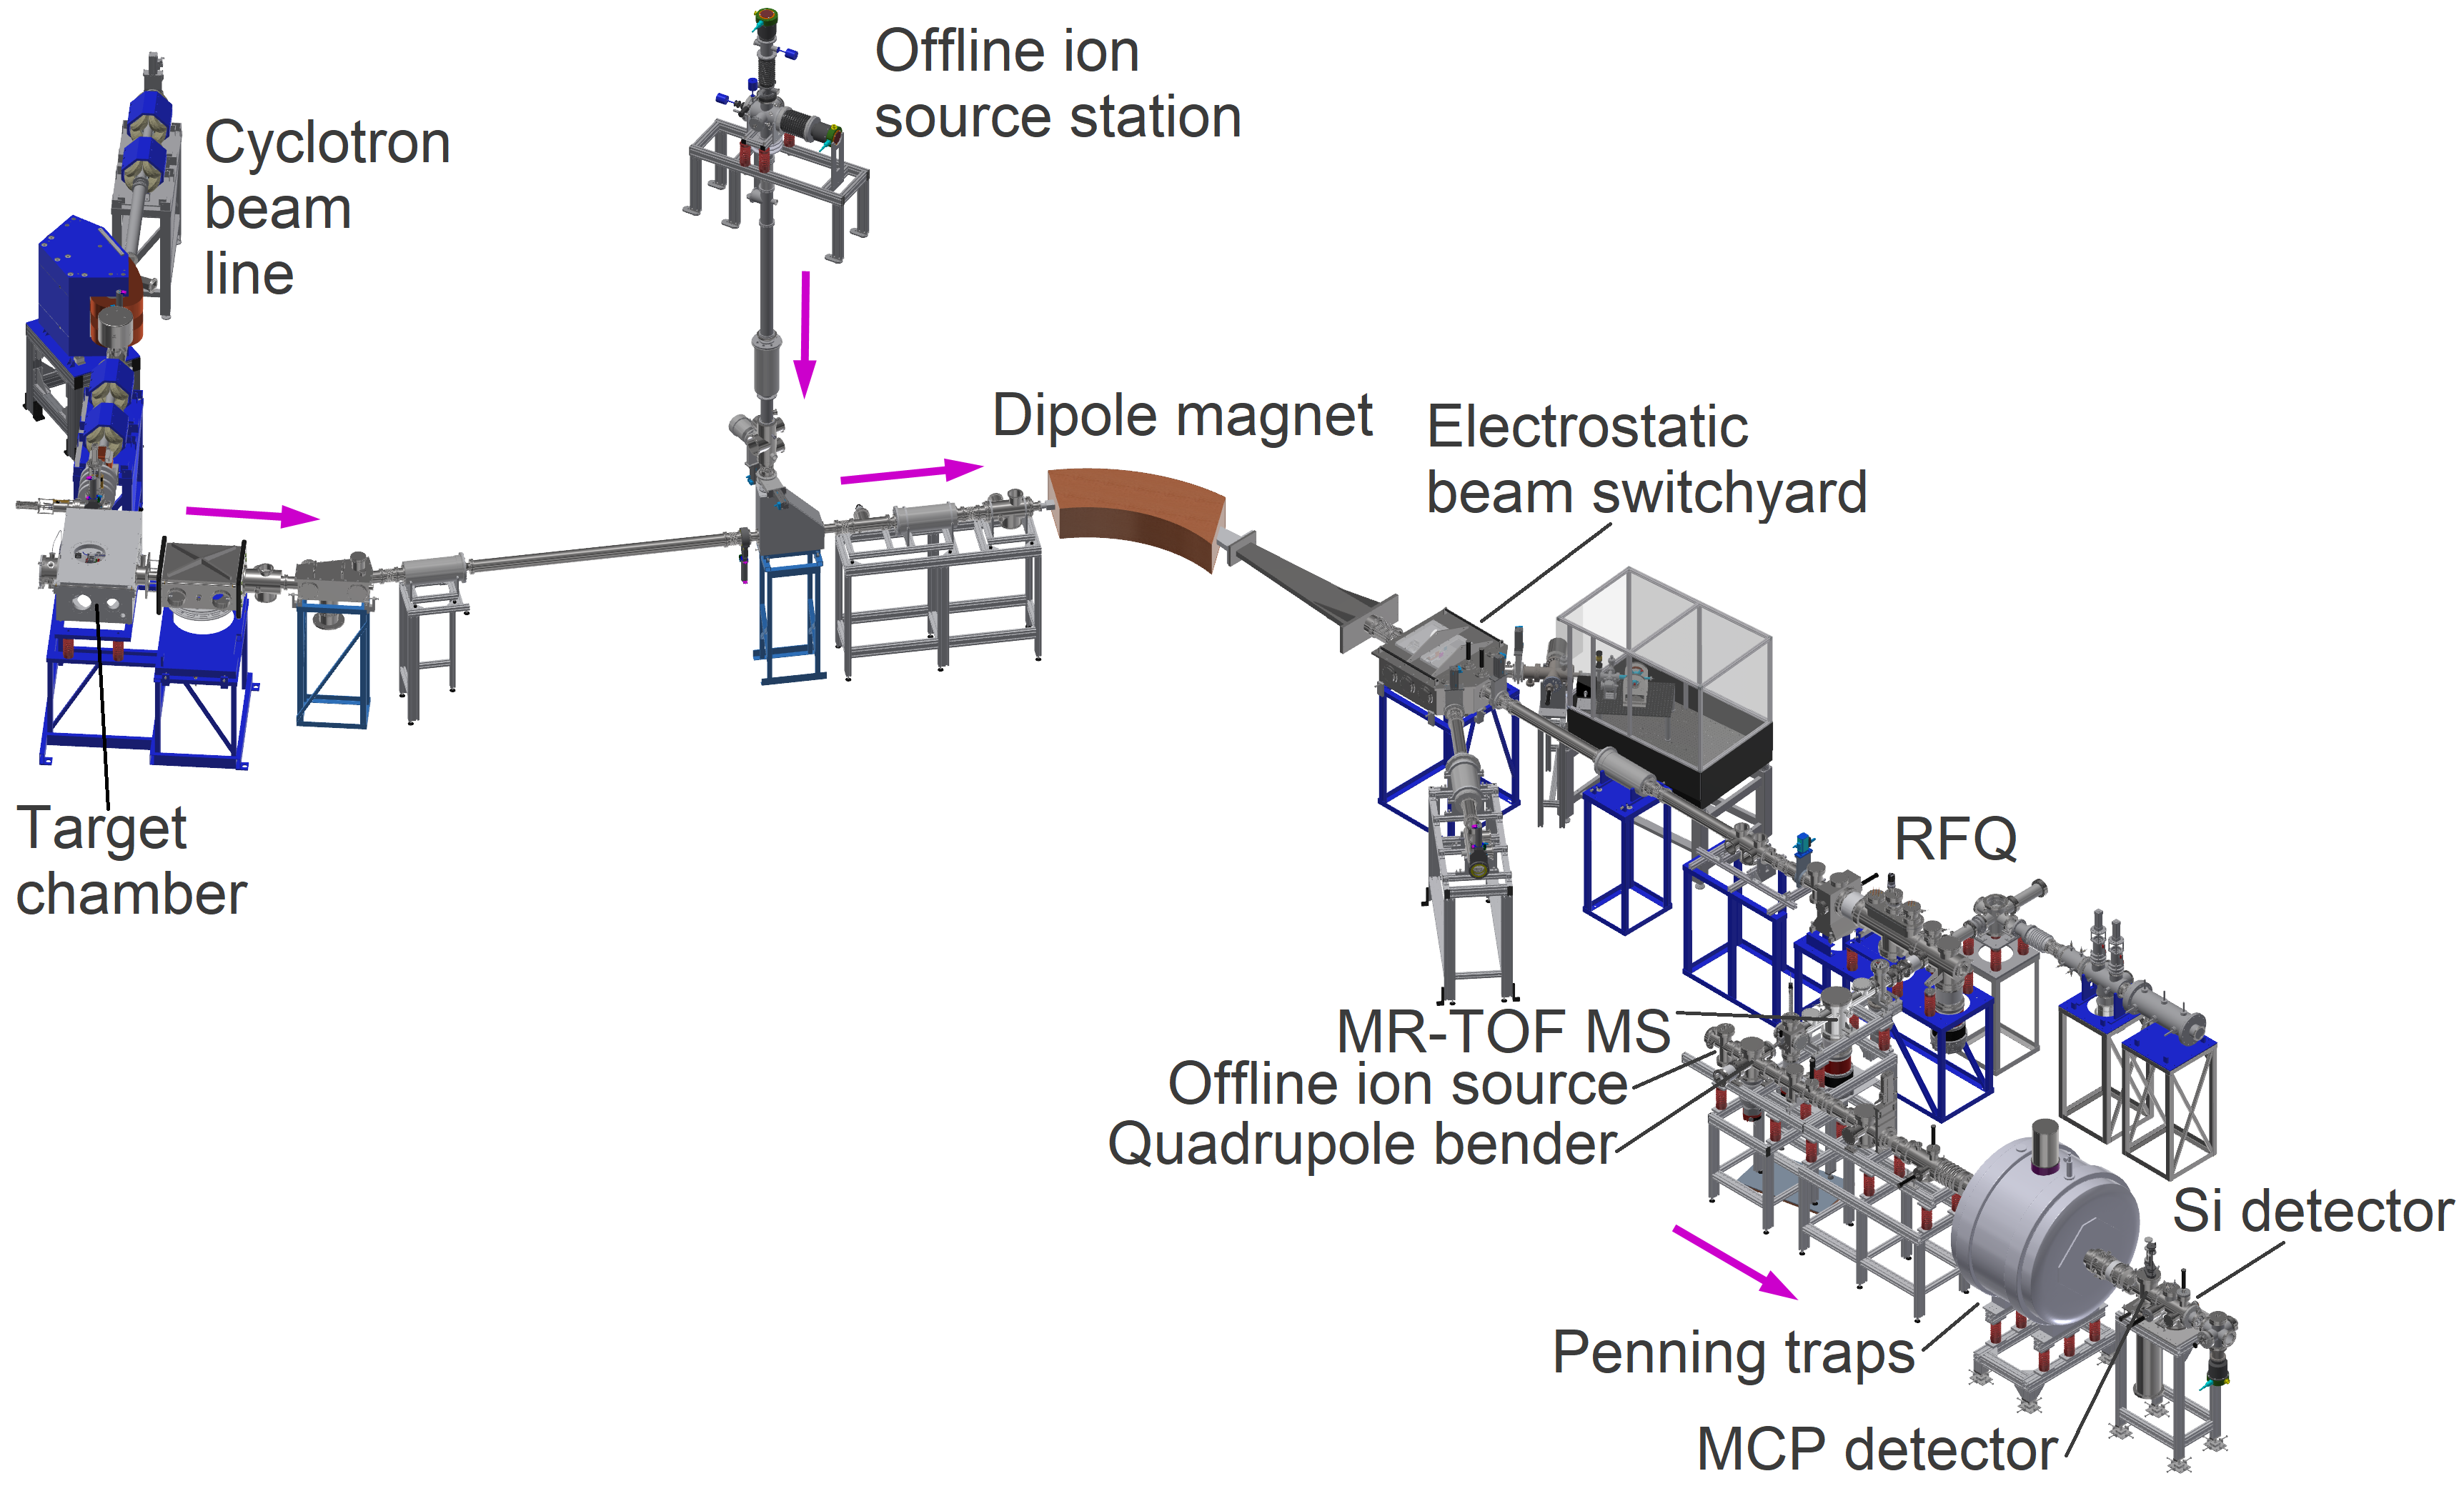 Offline ion
source station
Cyclotron
beam
line
Dipole magnet
Electrostatic
beam switchyard
Target
chamber
RFQ
MR-TOF MS
Offline ion source
Quadrupole bender
Si detector
Penning traps
MCP detector